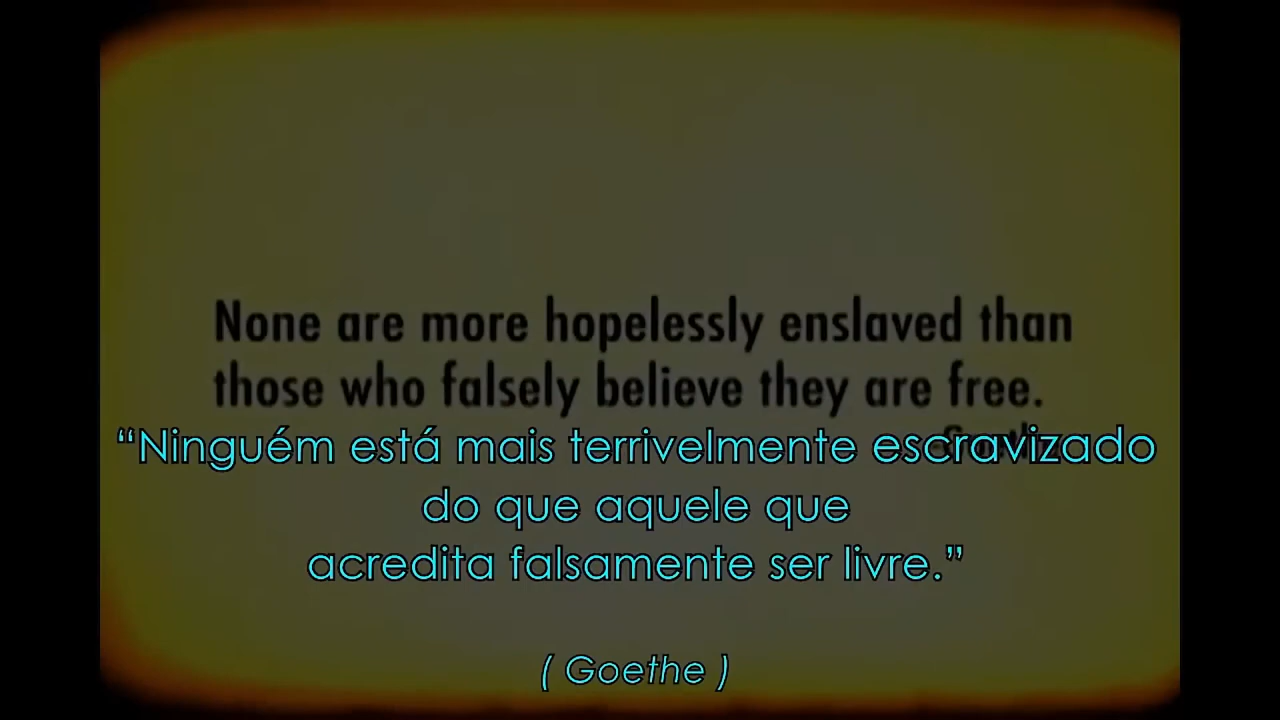 None are more hopelessly enslaved than
those who falsely believe they are free.
“Ninguém está mais terrivelmente escravizado
do que aquele que
acredita falsamente ser livre.”
( Goethe )